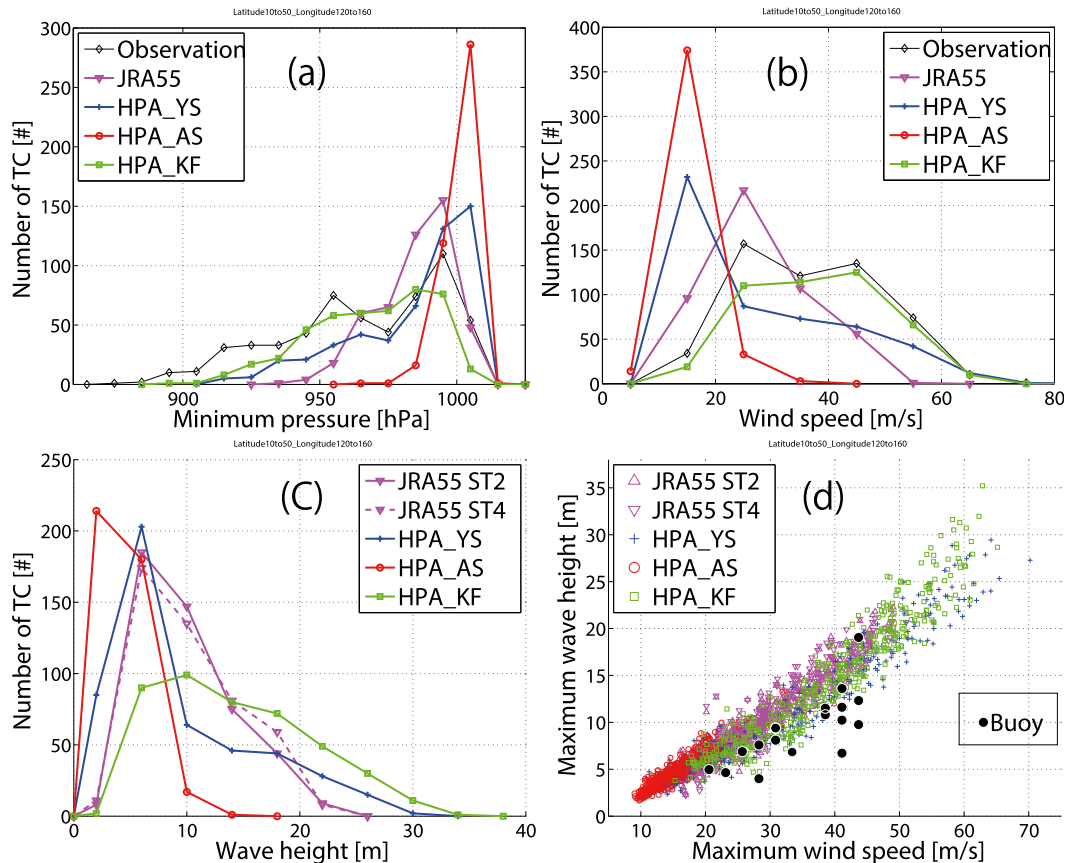 Latitude10to50_Longitude120to160
(a)
Observation
JRA55
HPA_YS
HPA_AS
HPA_KF
Number of TC [#]
300
250
200
150
100
50
0
900
950
1000
Minimum pressure [hPa]
Latitude10to50_Longitude120to160
(b)
Observation
JRA55
HPA_YS
HPA_AS
HPA_KF
Number of TC [#]
400
350
300
250
200
150
100
50
0
0
20
40
60
80
Wind speed [m/s]
Latitude10to50_Longitude120to160
(C)
JRA55 ST2
JRA55 ST4
HPA_YS
HPA_AS
HPA_KF
Number of TC [#]
250
200
150
100
50
0
0
10
20
30
40
Wave height [m]
Latitude10to50_Longitude120to160
(d)
JRA55 ST2
JRA55 ST4
HPA_YS
HPA_AS
HPA_KF
Buoy
Maximum wave height [m]
35
30
25
20
15
10
5
0
10
20
30
40
50
60
70
Maximum wind speed [m/s]